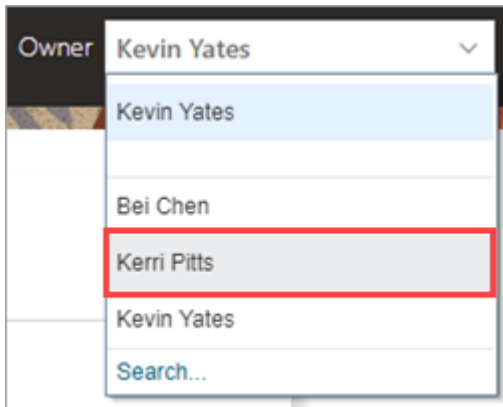 Owner Kevin Yates
Kevin Yates
Bei Chen
Kerri Pitts
Kevin Yates
Search...